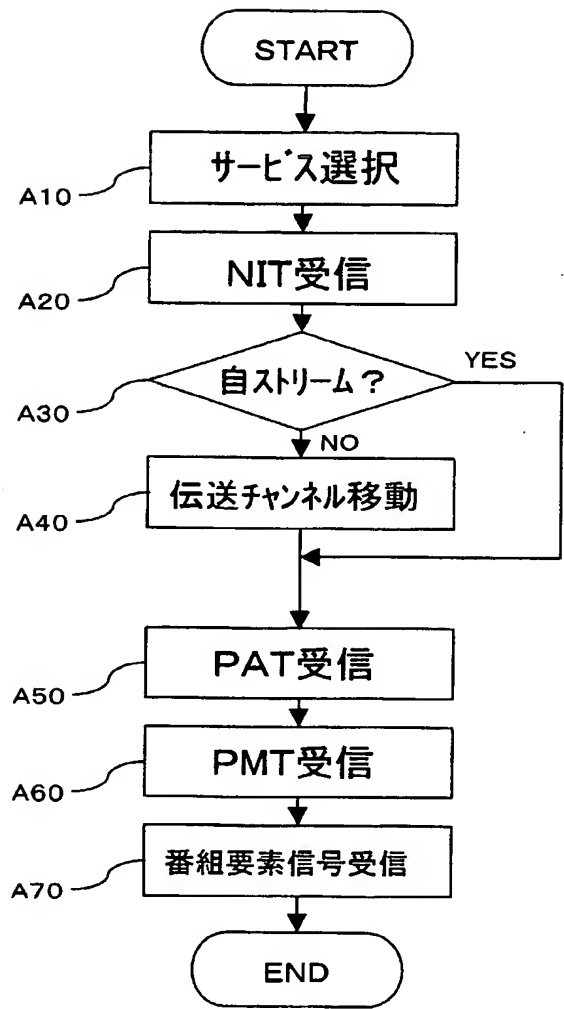 START
サービス選択
A10
NIT受信
A20
自ストリーム?
YES
A30
NO
伝送チャンネル移動
A40
PAT受信
A50
PMT受信
A60
番組要素信号受信
A70
END